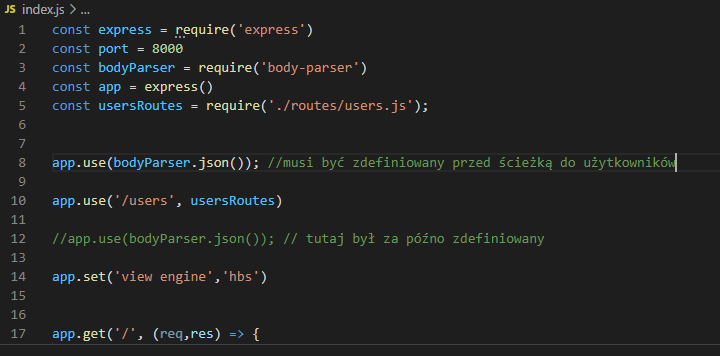 JS index.js > ...
1 const express = require('express')
2 const port = 8000
3 const bodyParser = require('body-parser')
4 const app = express()
5 const usersRoutes = require('./routes/users.js');
6
7
8 app.use(bodyParser.json()); //musi być zdefiniowany przed ścieżką do użytkowników
9
10 app.use('/users', usersRoutes)
11
12 //app.use(bodyParser.json()); // tutaj był za późno zdefiniowany
13
14 app.set('view engine','hbs')
15
16
17 app.get('/', (req,res) => {